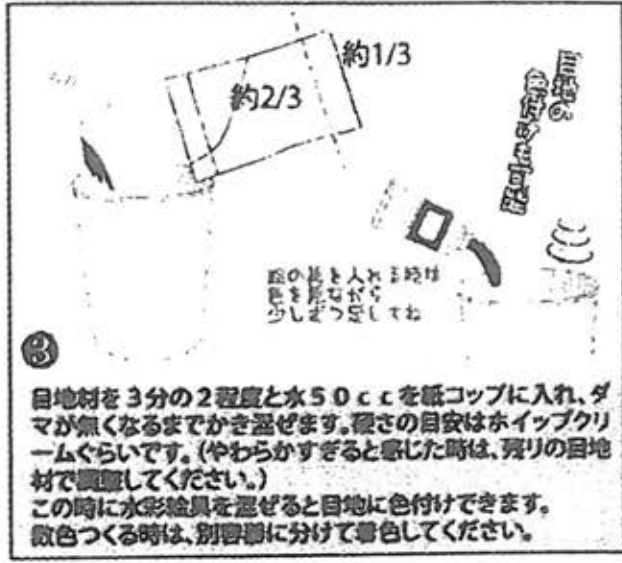 約1/3
約2/3
目地の
色付けも可能
絵の具を入れる時は
色を見ながら
少しずつ足してね
3
目地材を3分の2程度と水50ccを紙コップに入れ、ダ
マが無くなるまでかき混ぜます。硬さの目安はホイップクリ
ームぐらいです。(やわらかすぎると感じた時は、残りの目地
材で調整してください。)
この時に水彩絵具を混ぜると目地に色付けできます。
数色つくる時は、別容器に分けて着色してください。